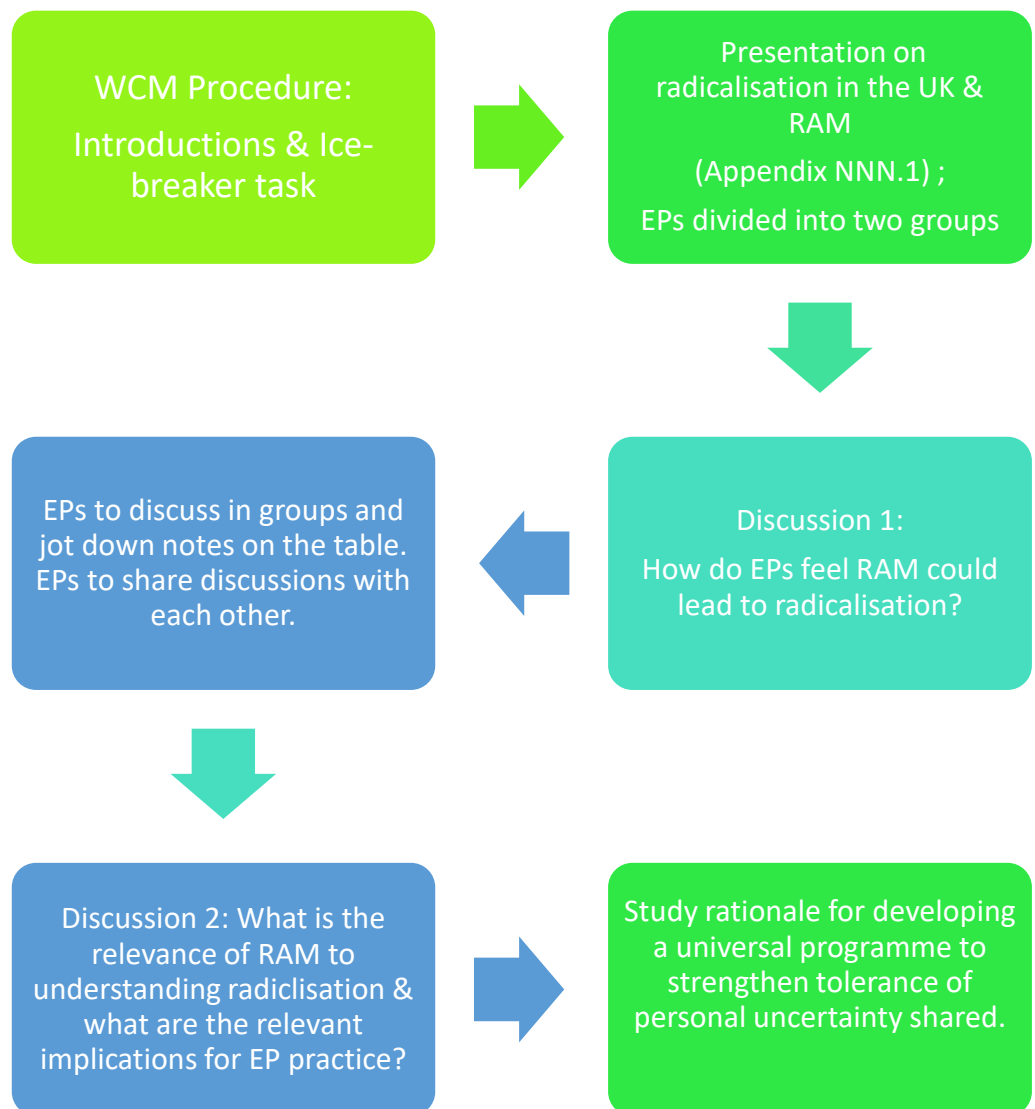 WCM Procedure:
Introductions & Ice-
breaker task
Presentation on
radicalisation in the UK &
RAM
(Appendix NNN.1) ;
EPs divided into two groups
Discussion 1:
How do EPs feel RAM could
lead to radicalisation?
EPs to discuss in groups and
jot down notes on the table.
EPs to share discussions with
each other.
Discussion 2: What is the
relevance of RAM to
understanding radiclisation &
what are the relevant
implications for EP practice?
Study rationale for developing
a universal programme to
strengthen tolerance of
personal uncertainty shared.